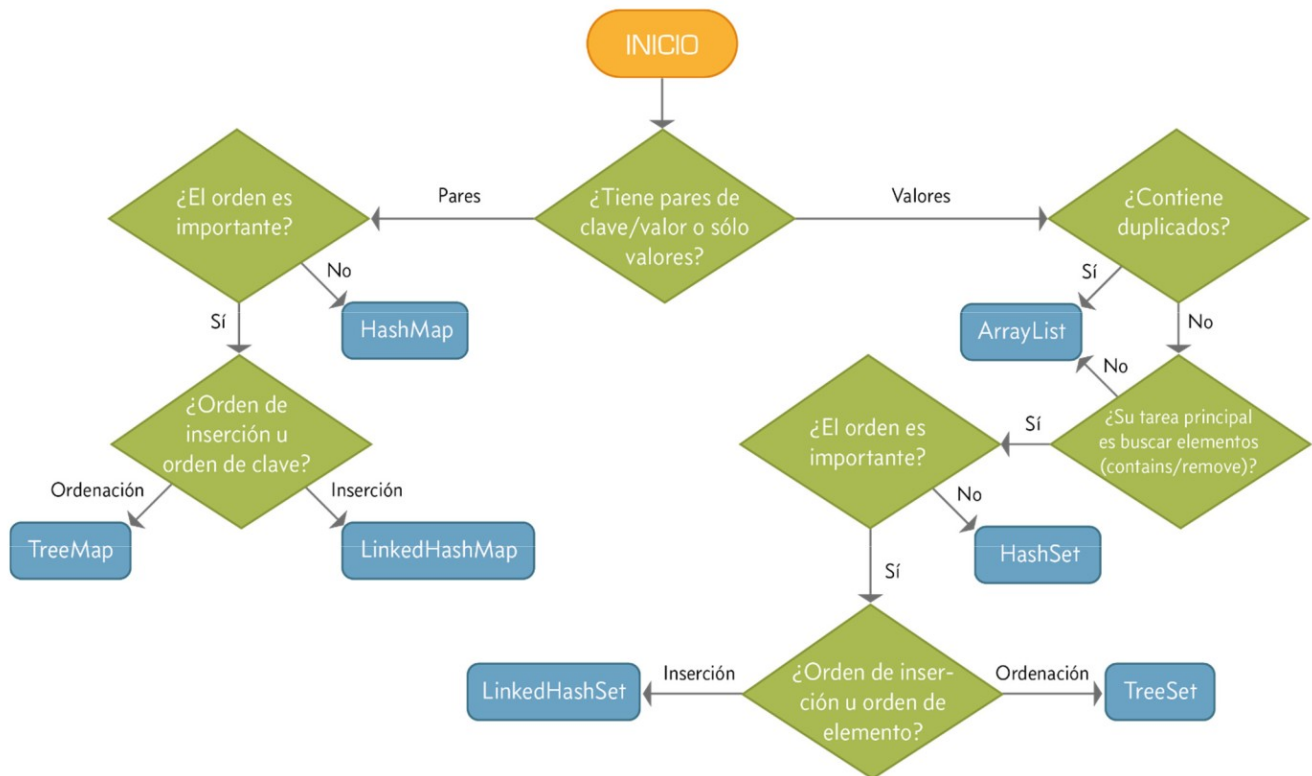 INICIO
¿Tiene pares de
clave/valor o sólo
valores?
Pares
Valores
¿El orden es
importante?
No
HashMap
Sí
¿Orden de
inserción u
orden de clave?
Ordenación
TreeMap
Inserción
LinkedHashMap
¿Contiene
duplicados?
Sí
ArrayList
No
No
¿Su tarea principal
es buscar elementos
(contains/remove)?
Sí
¿El orden es
importante?
No
HashSet
Sí
¿Orden de inser-
ción u orden de
elemento?
Inserción
LinkedHashSet
Ordenación
TreeSet